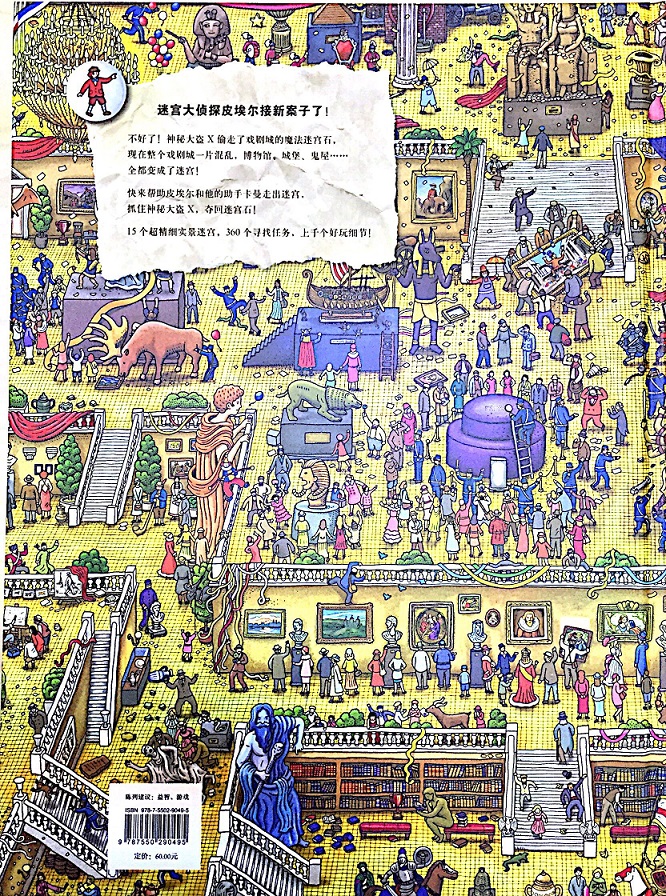 迷宫大侦探皮埃尔接新案子了！
不好了！神秘大盗 X 偷走了戏剧城的魔法迷宫石，
现在整个戏剧城一片混乱，博物馆、城堡、鬼屋……
全都变成了迷宫！
快来帮助皮埃尔和他的助手卡曼走出迷宫，
抓住神秘大盗 X，夺回迷宫石！
15 个超精细实景迷宫，360 个寻找任务，上千个好玩细节！
陈列建议：益智、游戏
ISBN 978-7-5502-9049-5
9 787550 290495
定价：60.00元